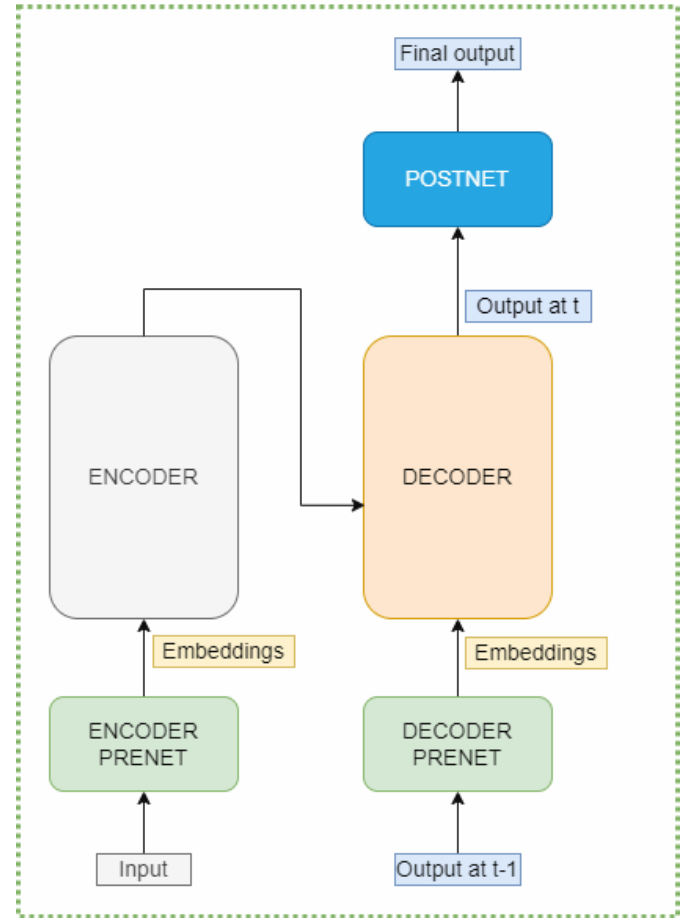 Final output
POSTNET
Output at t
ENCODER
DECODER
Embeddings
Embeddings
ENCODER
PRENET
DECODER
PRENET
Input
Output at t-1